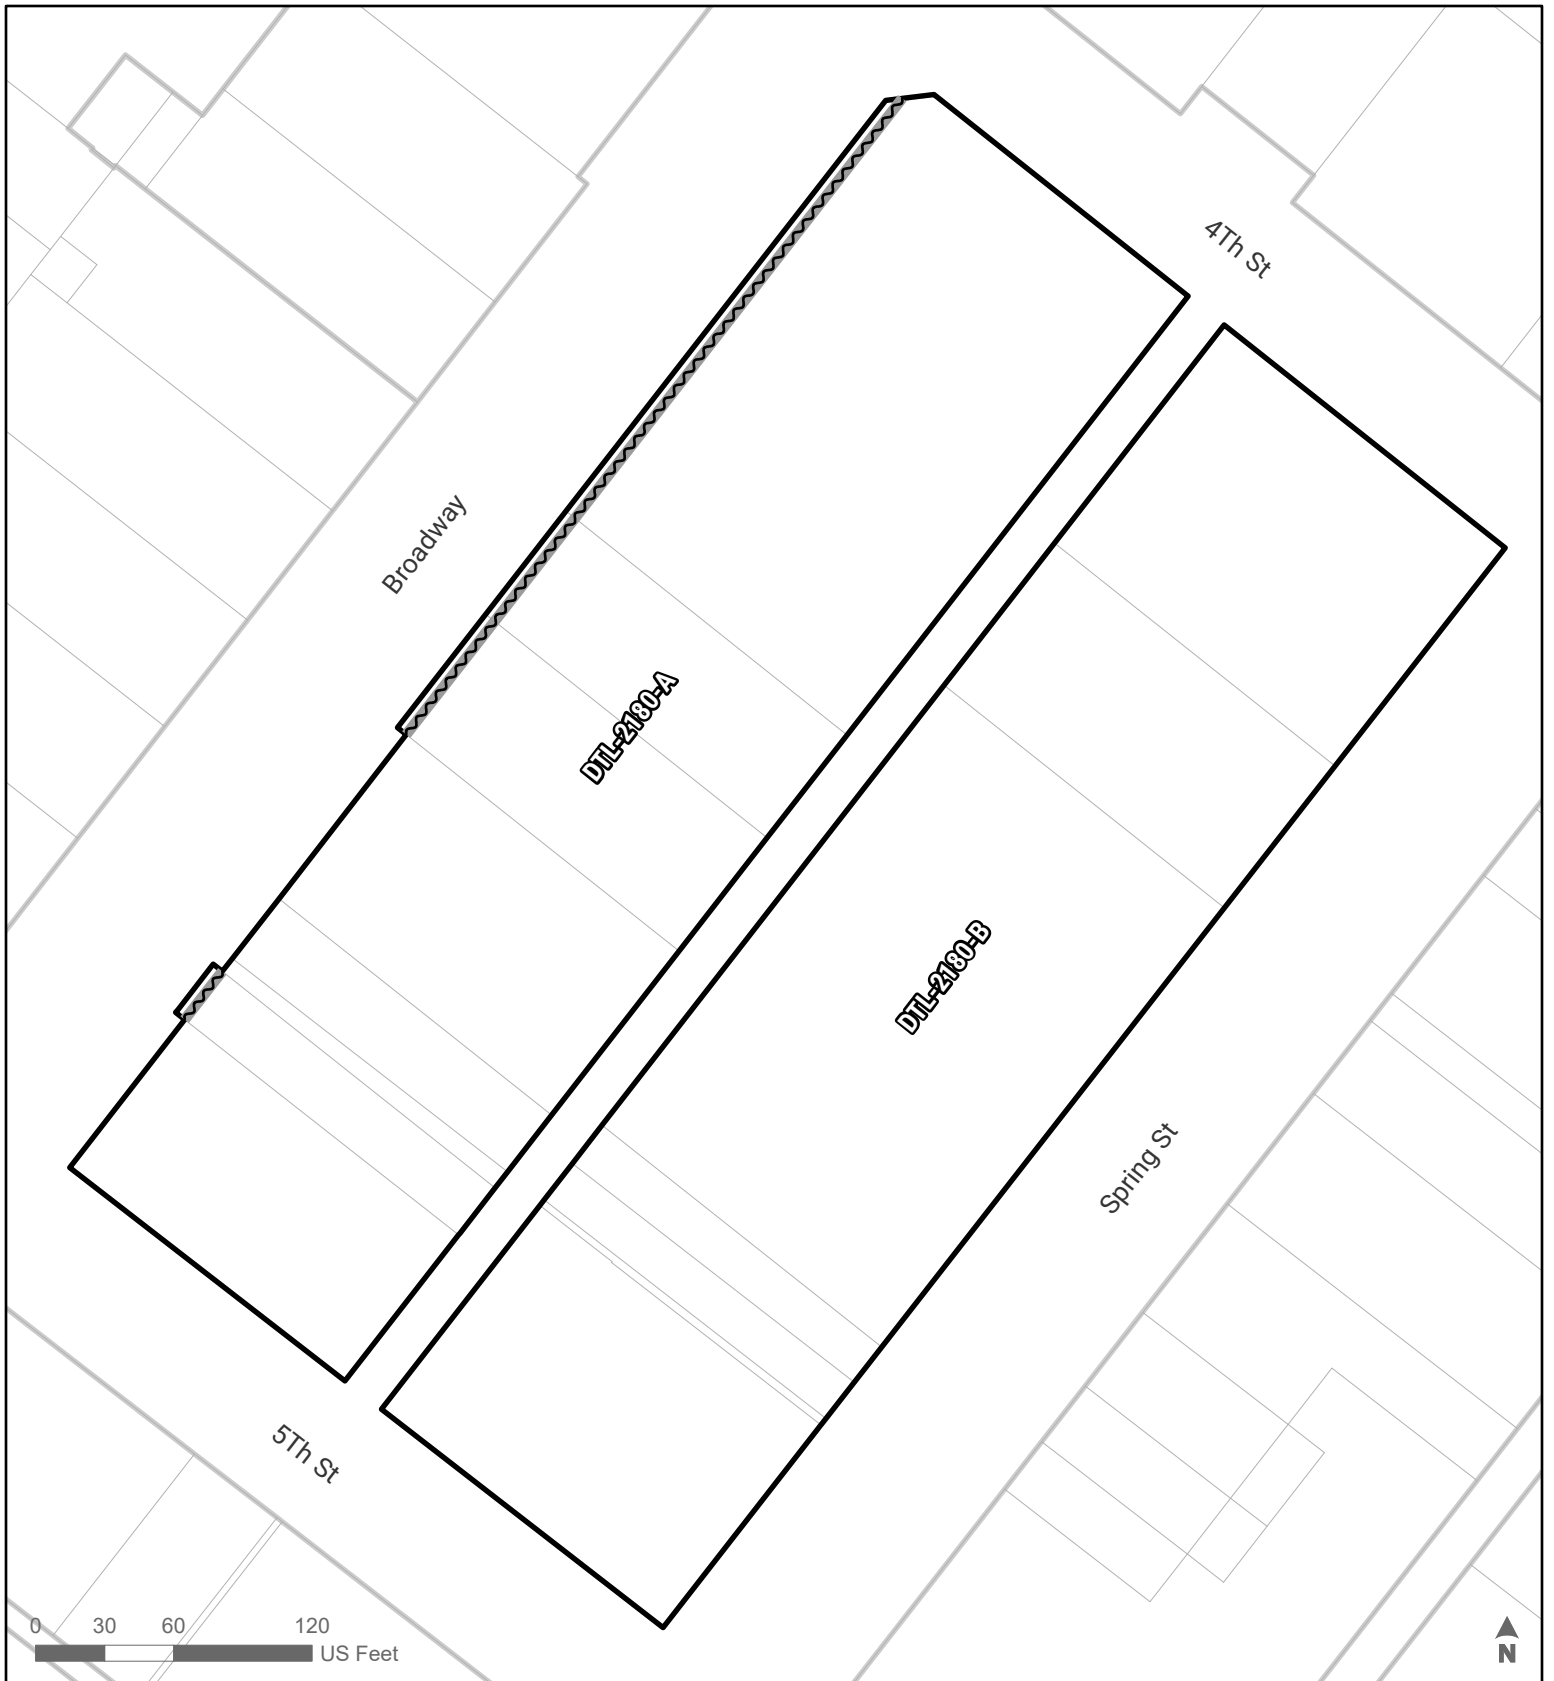 4Th St
Broadway
DTL-2180-A
DTL-2180-B
Spring St
5Th St
0 30 60 120
US Feet
N